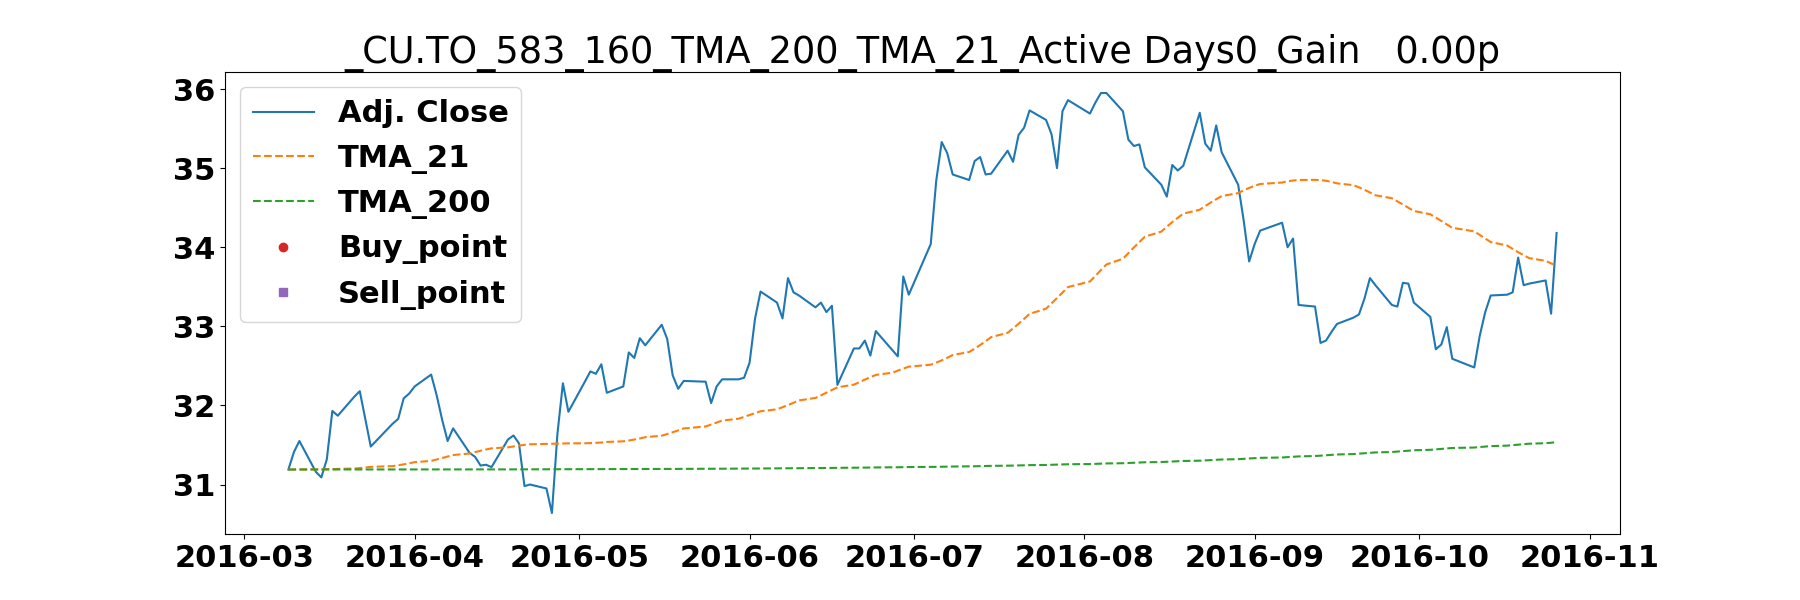 _CU.TO_583_160_TMA_200_TMA_21_Active Days0_Gain   0.00p
36
35
34
33
32
31
Adj. Close
TMA_21
TMA_200
Buy_point
Sell_point
2016-03 2016-04 2016-05 2016-06 2016-07 2016-08 2016-09 2016-10 2016-11